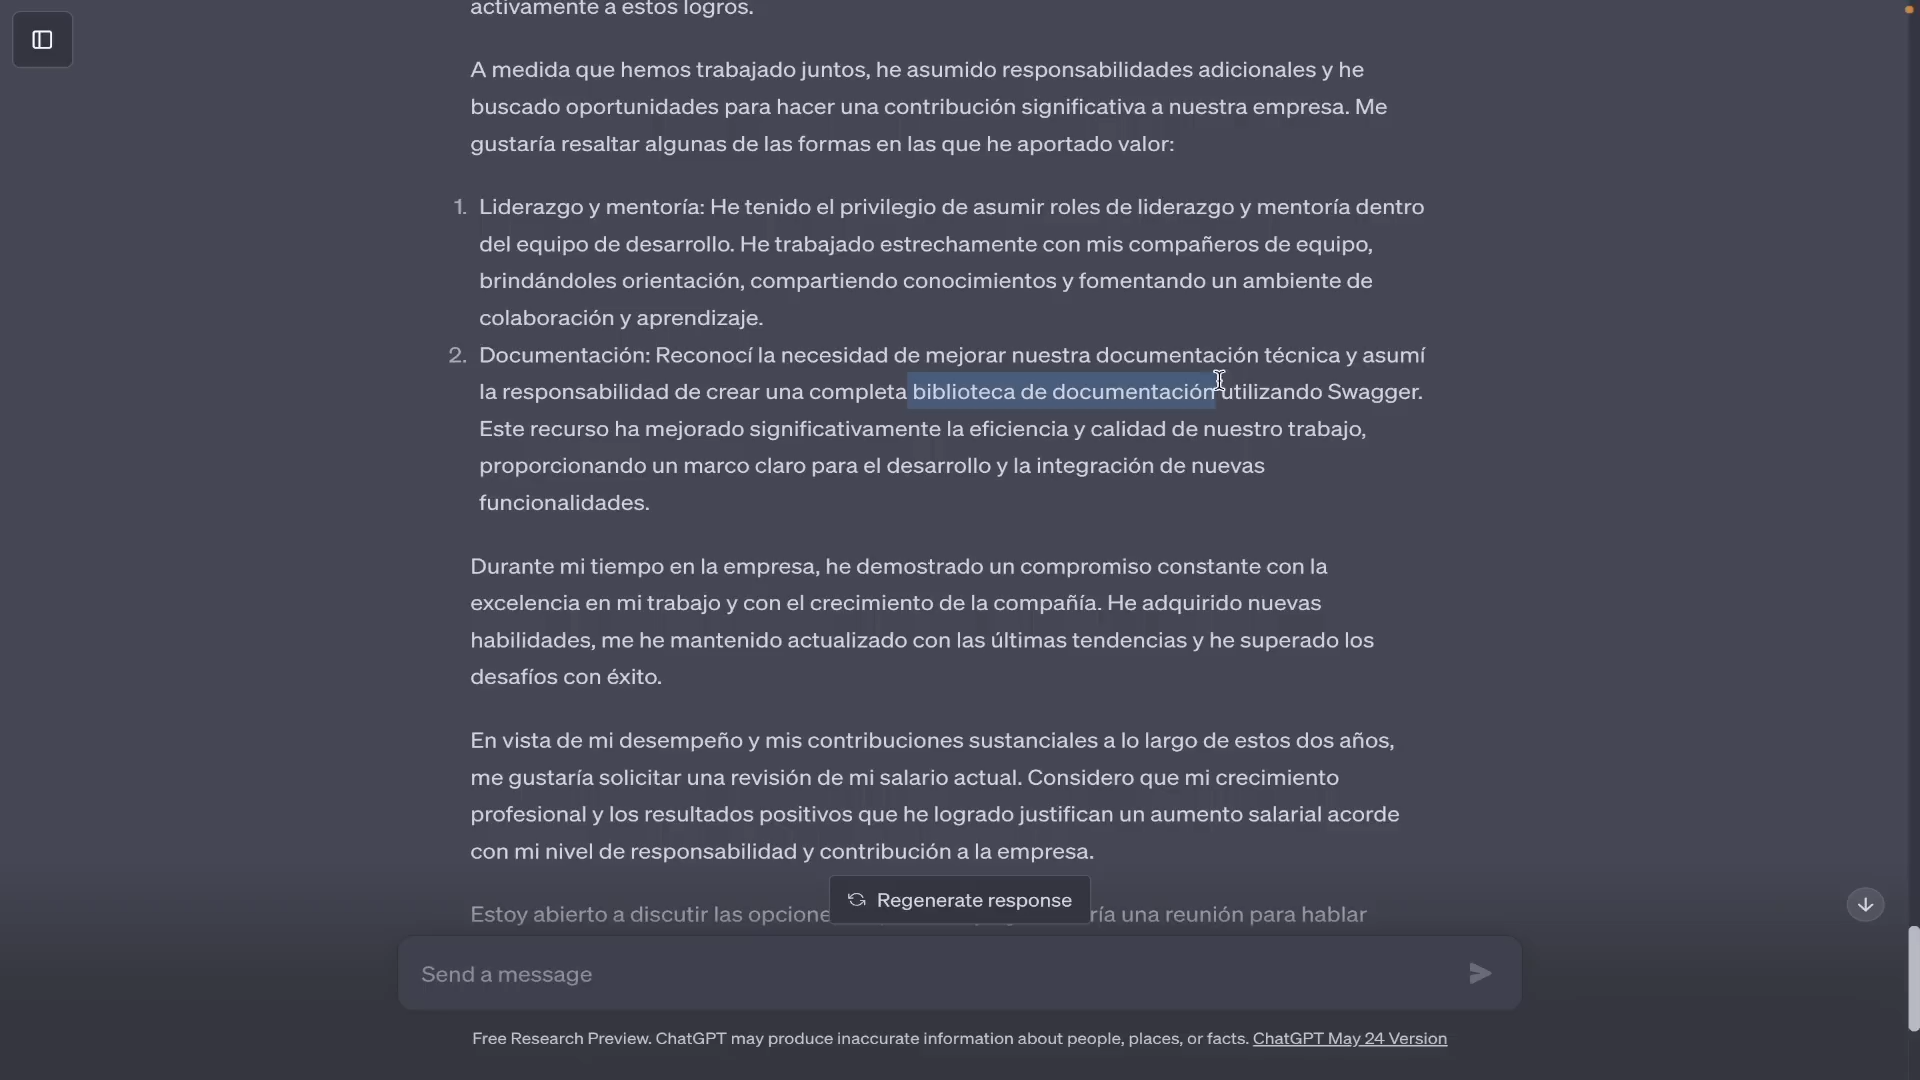 activamente a estos logros.
A medida que hemos trabajado juntos, he asumido responsabilidades adicionales y he
buscado oportunidades para hacer una contribución significativa a nuestra empresa. Me
gustaría resaltar algunas de las formas en las que he aportado valor:
1. Liderazgo y mentoría: He tenido el privilegio de asumir roles de liderazgo y mentoría dentro
del equipo de desarrollo. He trabajado estrechamente con mis compañeros de equipo,
brindándoles orientación, compartiendo conocimientos y fomentando un ambiente de
colaboración y aprendizaje.
2. Documentación: Reconocí la necesidad de mejorar nuestra documentación técnica y asumí
la responsabilidad de crear una completa biblioteca de documentación utilizando Swagger.
Este recurso ha mejorado significativamente la eficiencia y calidad de nuestro trabajo,
proporcionando un marco claro para el desarrollo y la integración de nuevas
funcionalidades.
Durante mi tiempo en la empresa, he demostrado un compromiso constante con la
excelencia en mi trabajo y con el crecimiento de la compañía. He adquirido nuevas
habilidades, me he mantenido actualizado con las últimas tendencias y he superado los
desafíos con éxito.
En vista de mi desempeño y mis contribuciones sustanciales a lo largo de estos dos años,
me gustaría solicitar una revisión de mi salario actual. Considero que mi crecimiento
profesional y los resultados positivos que he logrado justifican un aumento salarial acorde
con mi nivel de responsabilidad y contribución a la empresa.
Estoy abierto a discutir las una reunión para hablar
Regenerate response
Send a message
Free Research Preview. ChatGPT may produce inaccurate information about people, places, or facts. ChatGPT May 24 Version